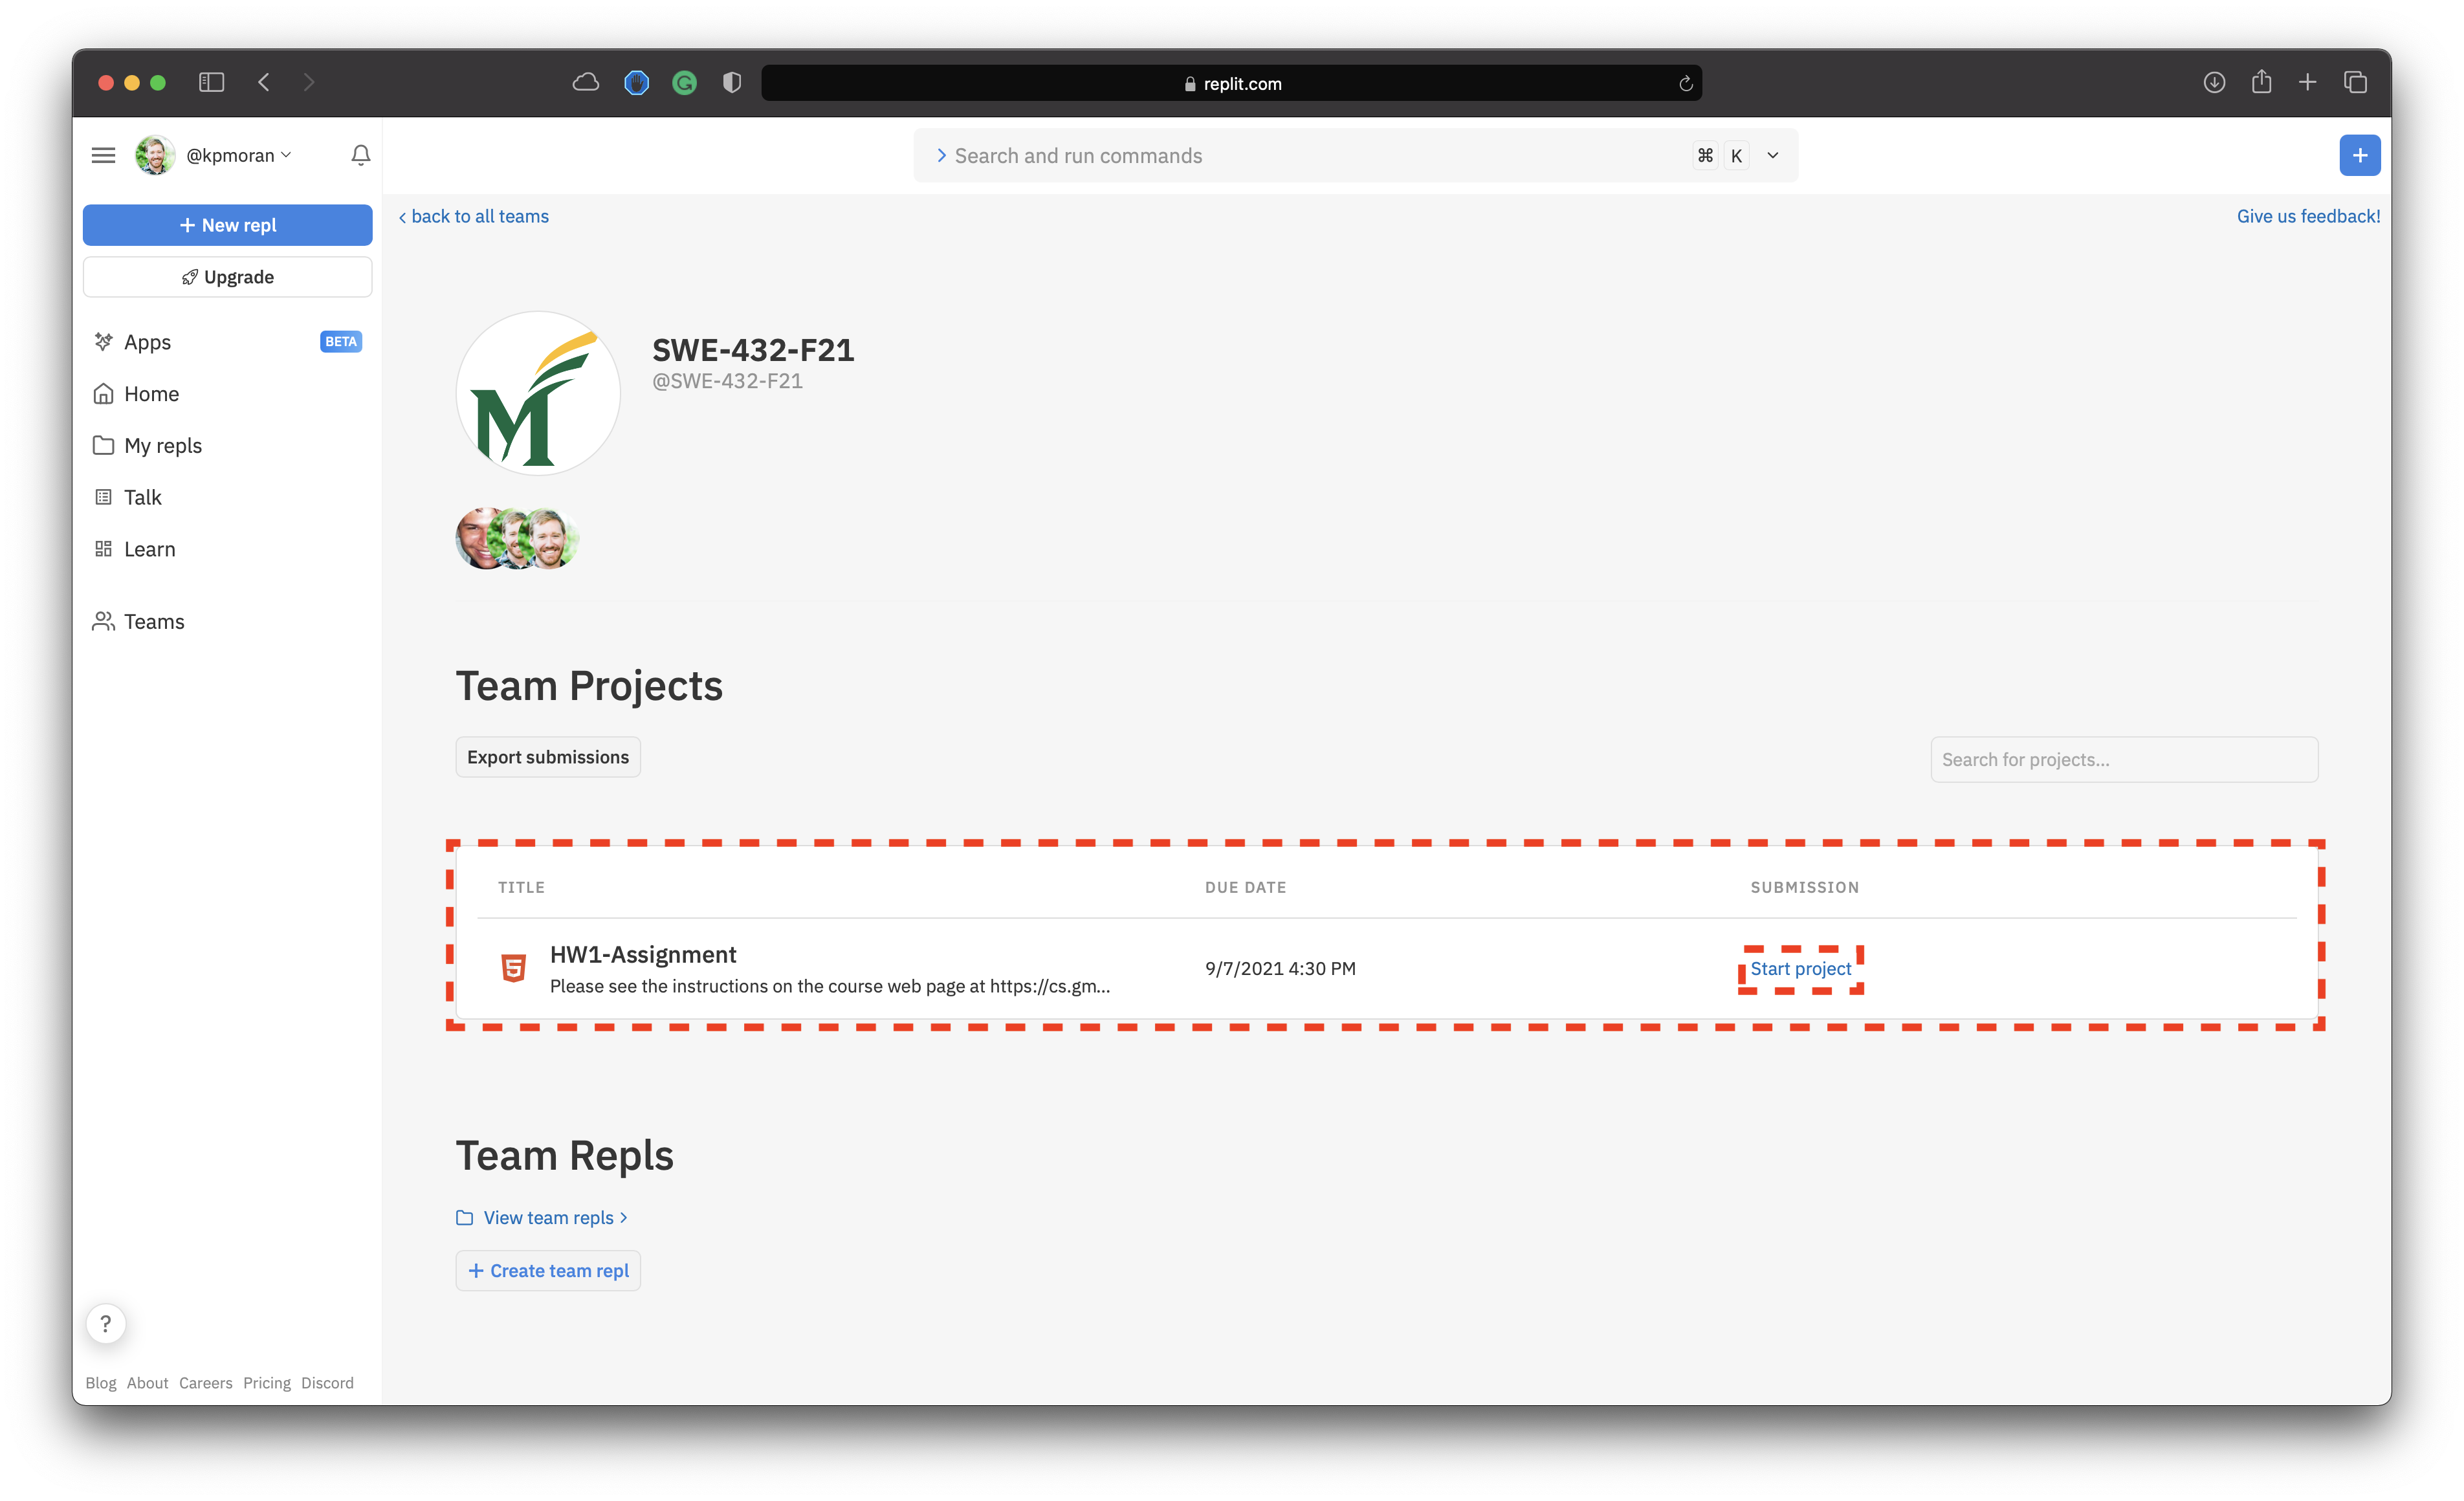 replit.com
@kpmoran
Search and run commands
⌘ K
+ New repl
Upgrade
Apps BETA
Home
My repls
Talk
Learn
Teams
back to all teams
Give us feedback!
M
SWE-432-F21
@SWE-432-F21
Team Projects
Export submissions
Search for projects...
TITLE DUE DATE SUBMISSION
HW1-Assignment
Please see the instructions on the course web page at https://cs.gm...
9/7/2021 4:30 PM
Start project
Team Repls
View team repls >
+ Create team repl
?
Blog About Careers Pricing Discord